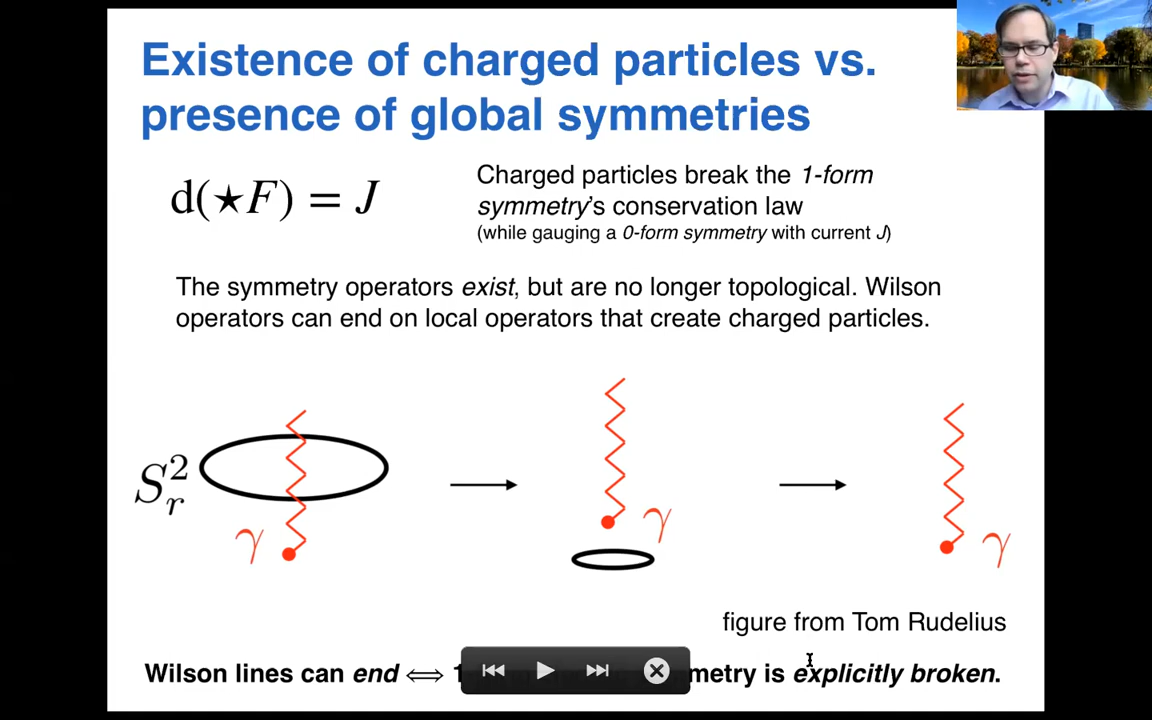 Existence of charged particles vs.
presence of global symmetries
d(⋆F) = J
Charged particles break the 1-form
symmetry's conservation law
(while gauging a 0-form symmetry with current J)
The symmetry operators exist, but are no longer topological. Wilson
operators can end on local operators that create charged particles.
S²ᵣ
γ
γ
γ
figure from Tom Rudelius
Wilson lines can end ⟺ metry is explicitly broken.